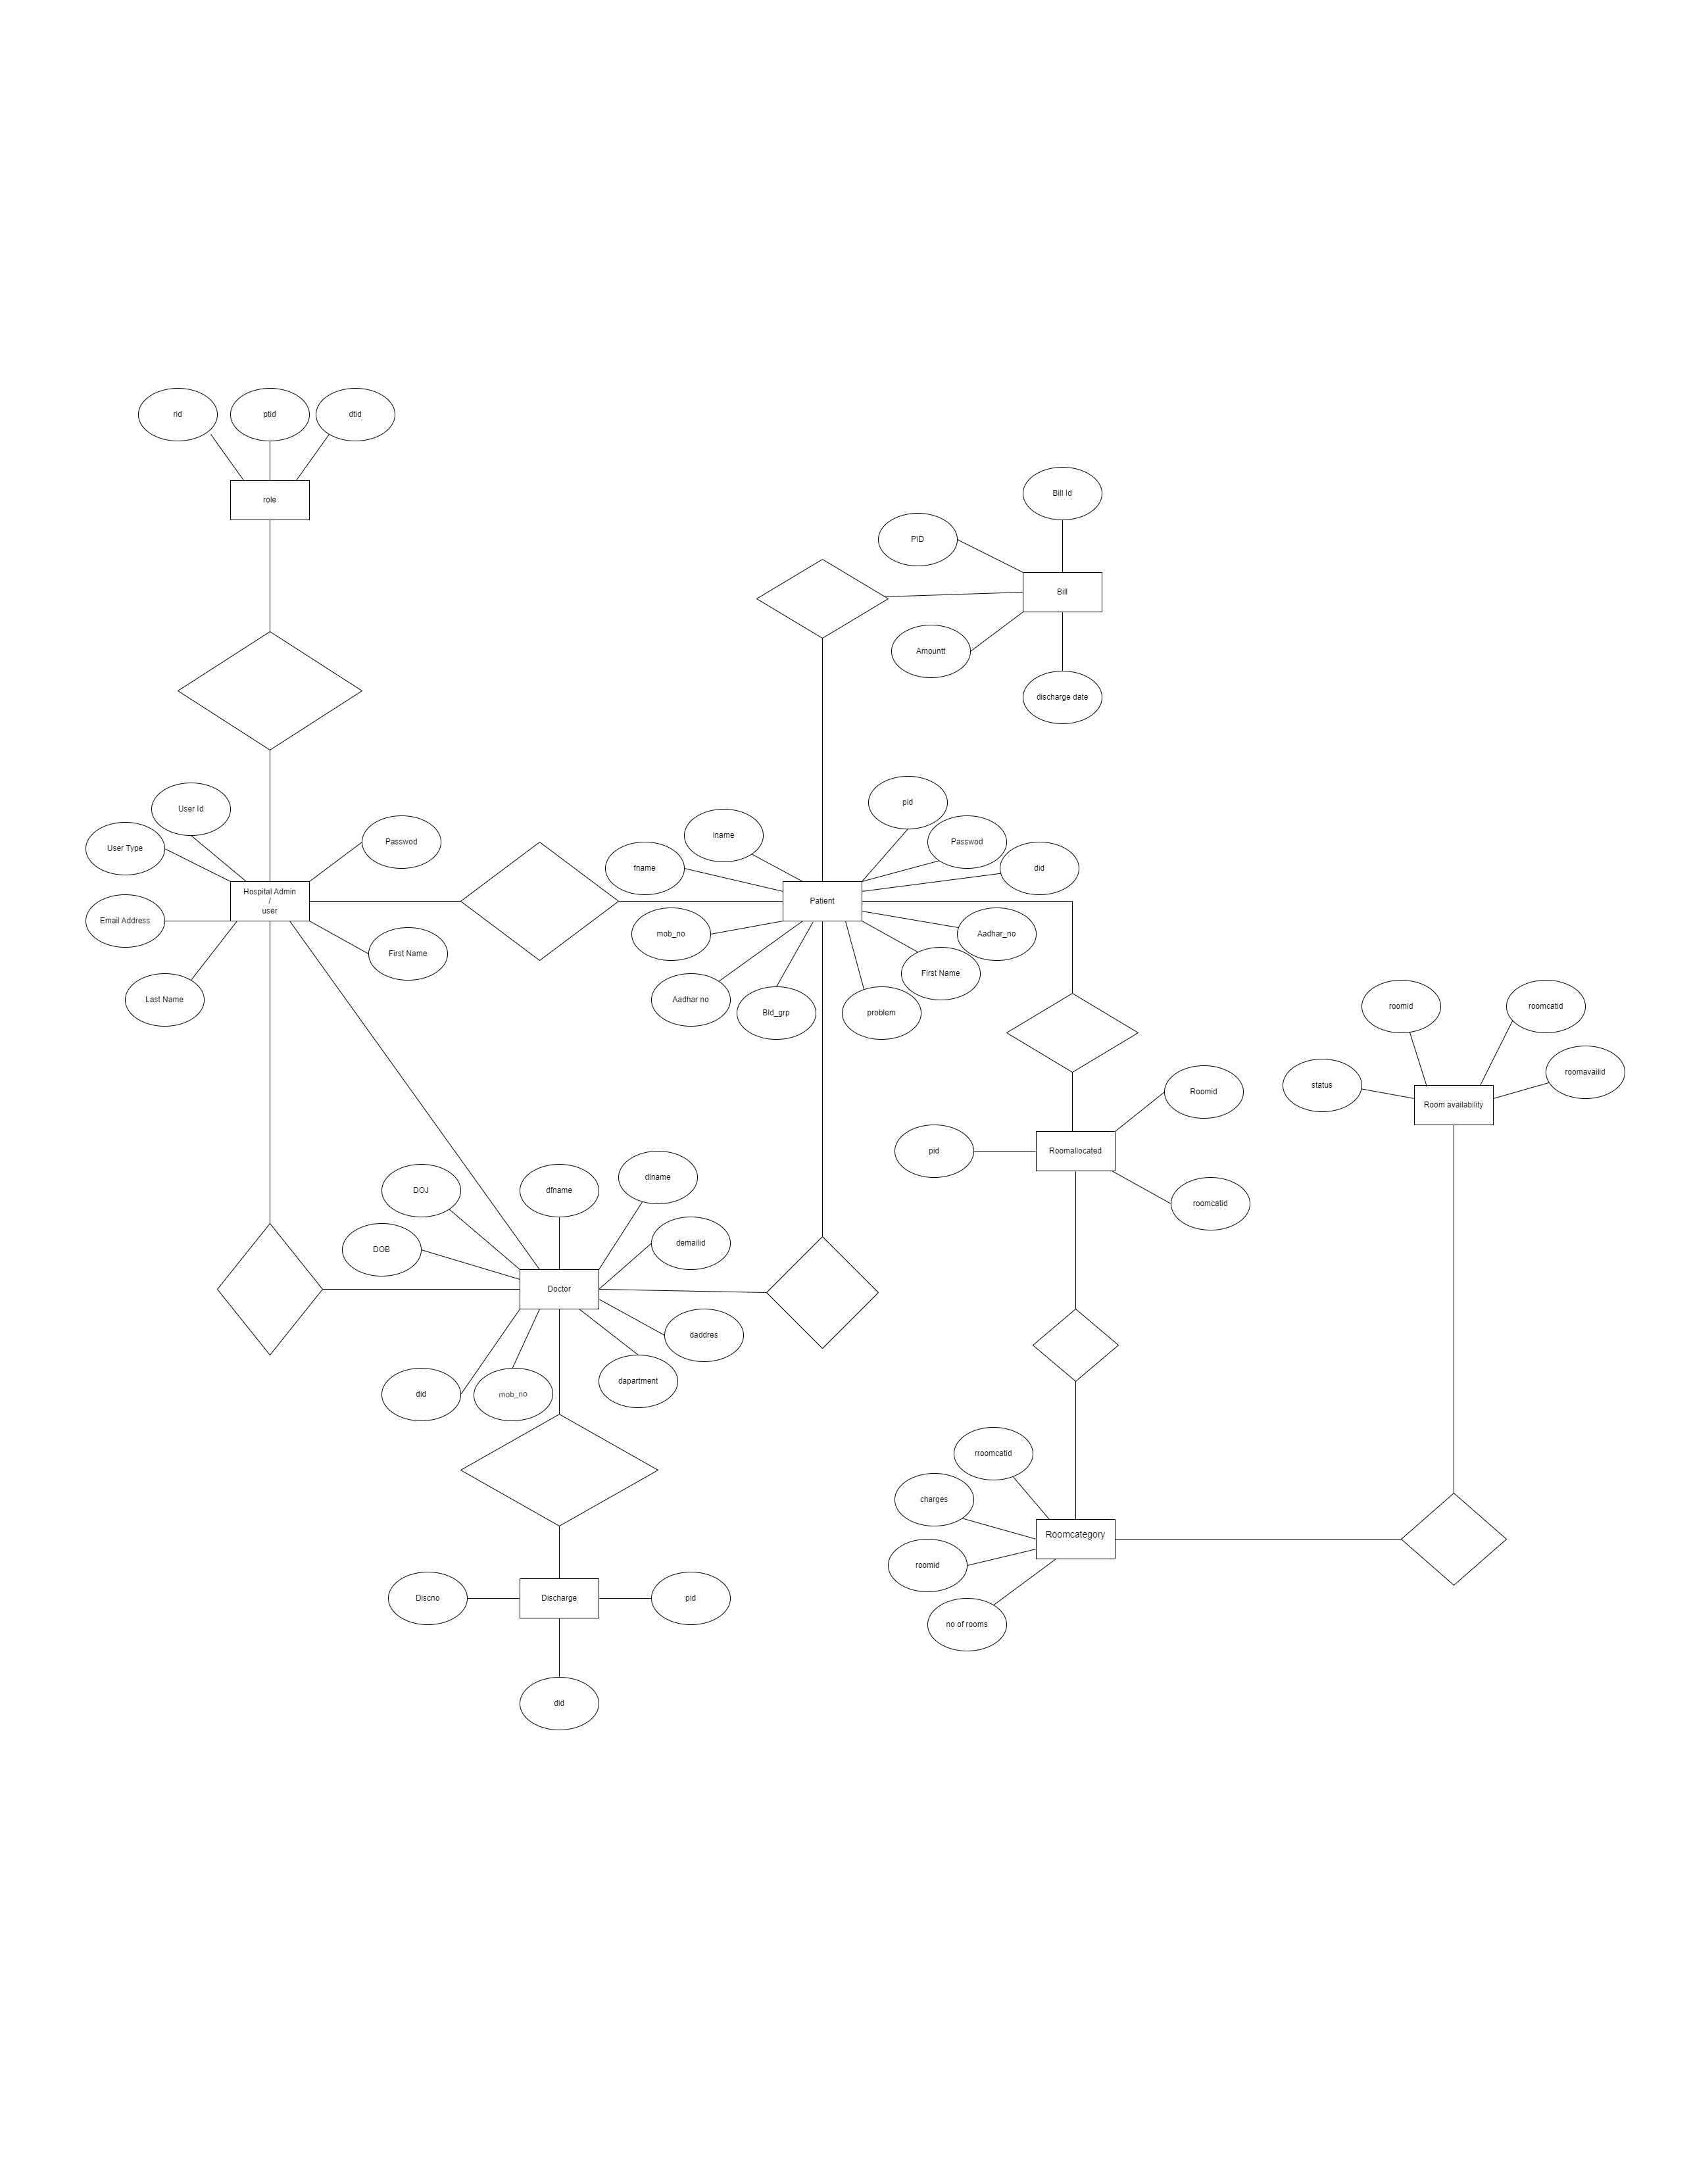 rid
ptid
dtid
role
Bill Id
PID
Bill
Amountt
discharge date
User Id
User Type
Passwod
Hospital Admin
/
user
Email Address
First Name
Last Name
pid
lname
Passwod
fname
did
Patient
mob_no
Aadhar_no
First Name
Aadhar no
Bld_grp
problem
roomid
roomcatid
status
roomavailid
Room availability
Roomid
pid
Roomallocated
roomcatid
DOJ
dfname
dlname
DOB
demailid
Doctor
daddres
dapartment
did
mob_no
rroomcatid
charges
Roomcategory
roomid
no of rooms
Discno
Discharge
pid
did